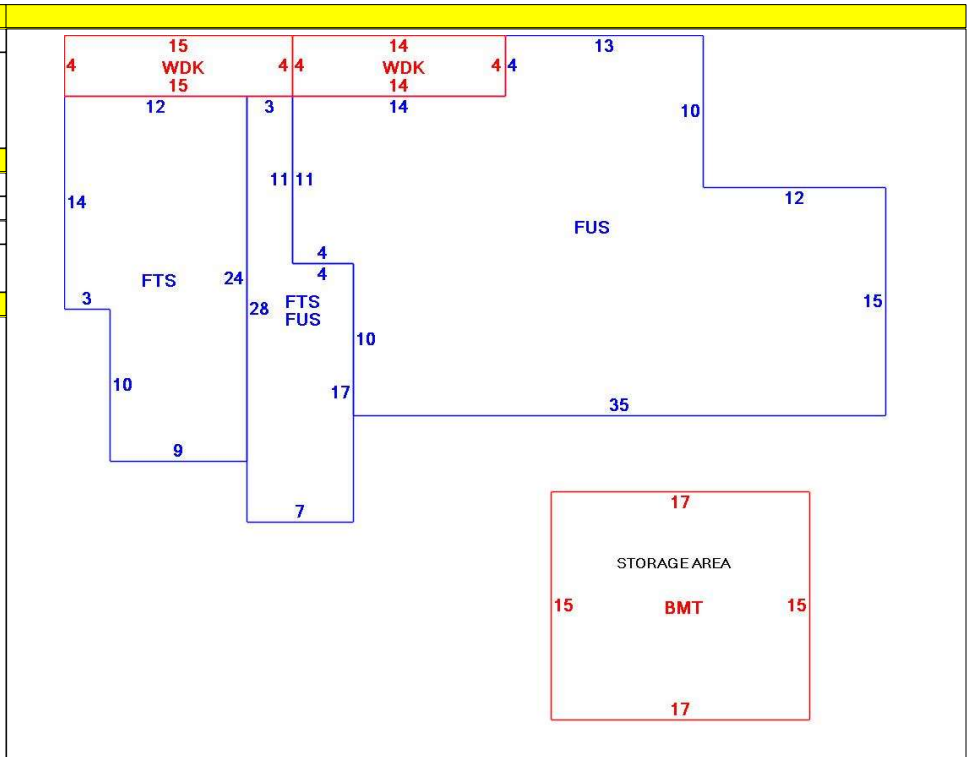 15 14 13
4 WDK 4 4 WDK 4 4
15 14
12 3 14
10
11 11
12
14
FUS
4
4
24 FTS
3 28 FTS 15
FUS
10
10 17
35
9
17
7
STORAGE AREA
15 BMT 15
17